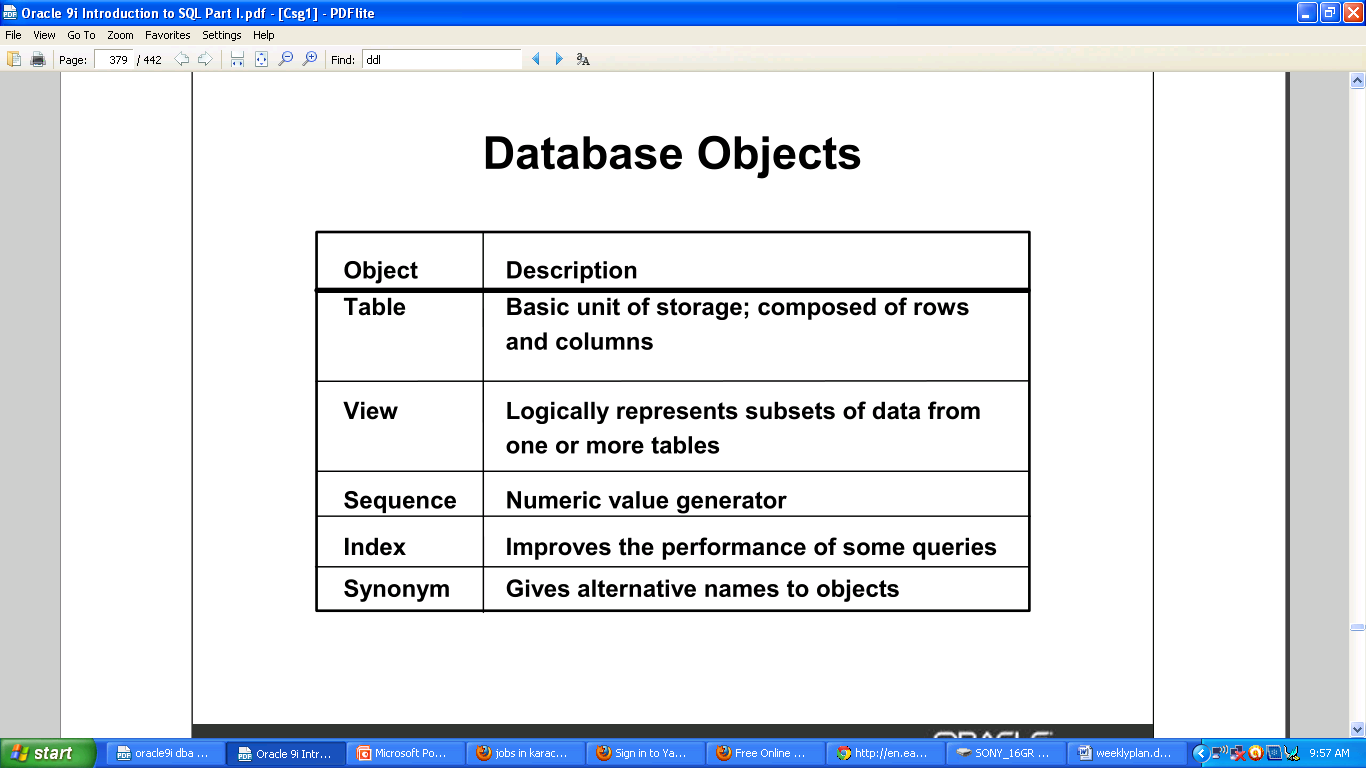 Oracle 9i Introduction to SQL Part I.pdf - [Csg1] - PDFlite
File View Go To Zoom Favorites Settings Help
Page: 379 / 442 Find: ddl
Database Objects
Object Description
Table Basic unit of storage; composed of rows
and columns
View Logically represents subsets of data from
one or more tables
Sequence Numeric value generator
Index Improves the performance of some queries
Synonym Gives alternative names to objects
start oracle9i dba ... Oracle 9i Intr... Microsoft Po... jobs in karac... Sign in to Ya... Free Online ... http://en.ea... SONY_16GR ... weeklyplan.d... 9:57 AM